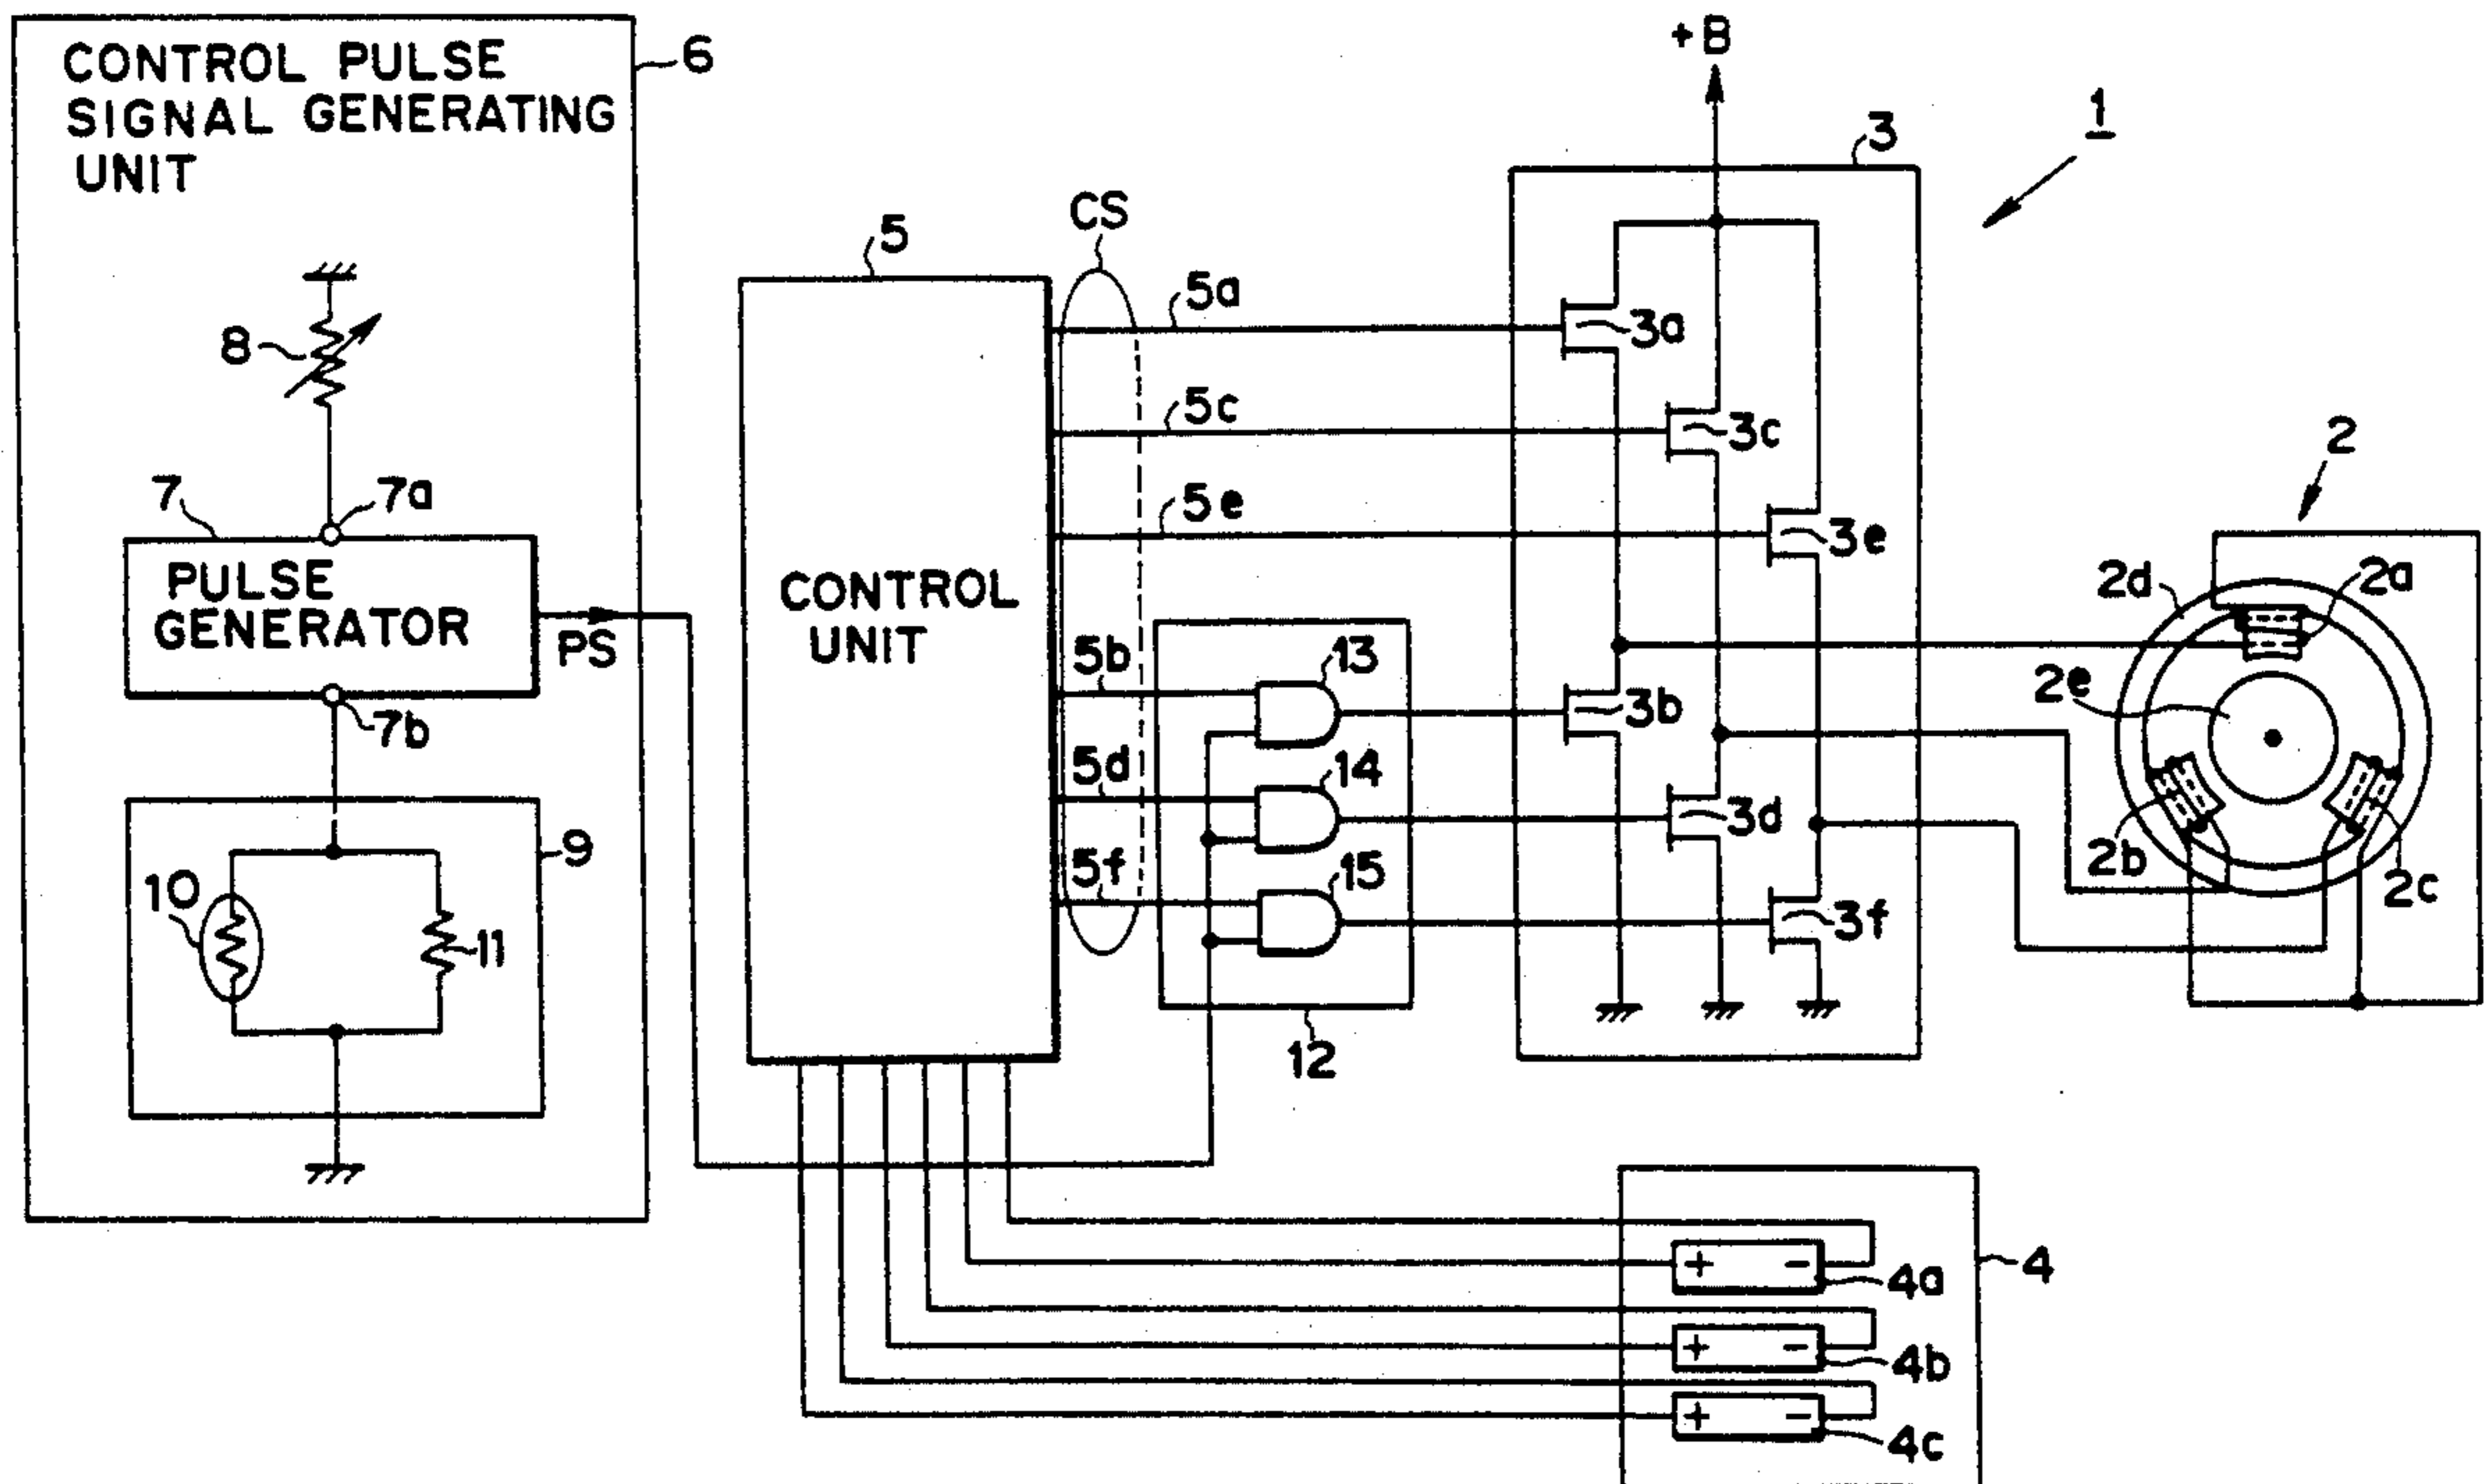 CONTROL PULSE
SIGNAL GENERATING
UNIT
6
8
7
7a
PULSE
GENERATOR
PS
7b
9
10
11
5
CS
CONTROL
UNIT
5a
5c
5e
5b
5d
5f
13
14
15
12
+B
3
1
3a
3c
3e
3b
3d
3f
2
2d
2a
2e
2b
2c
4
+ -
4a
+ -
4b
+ -
4c